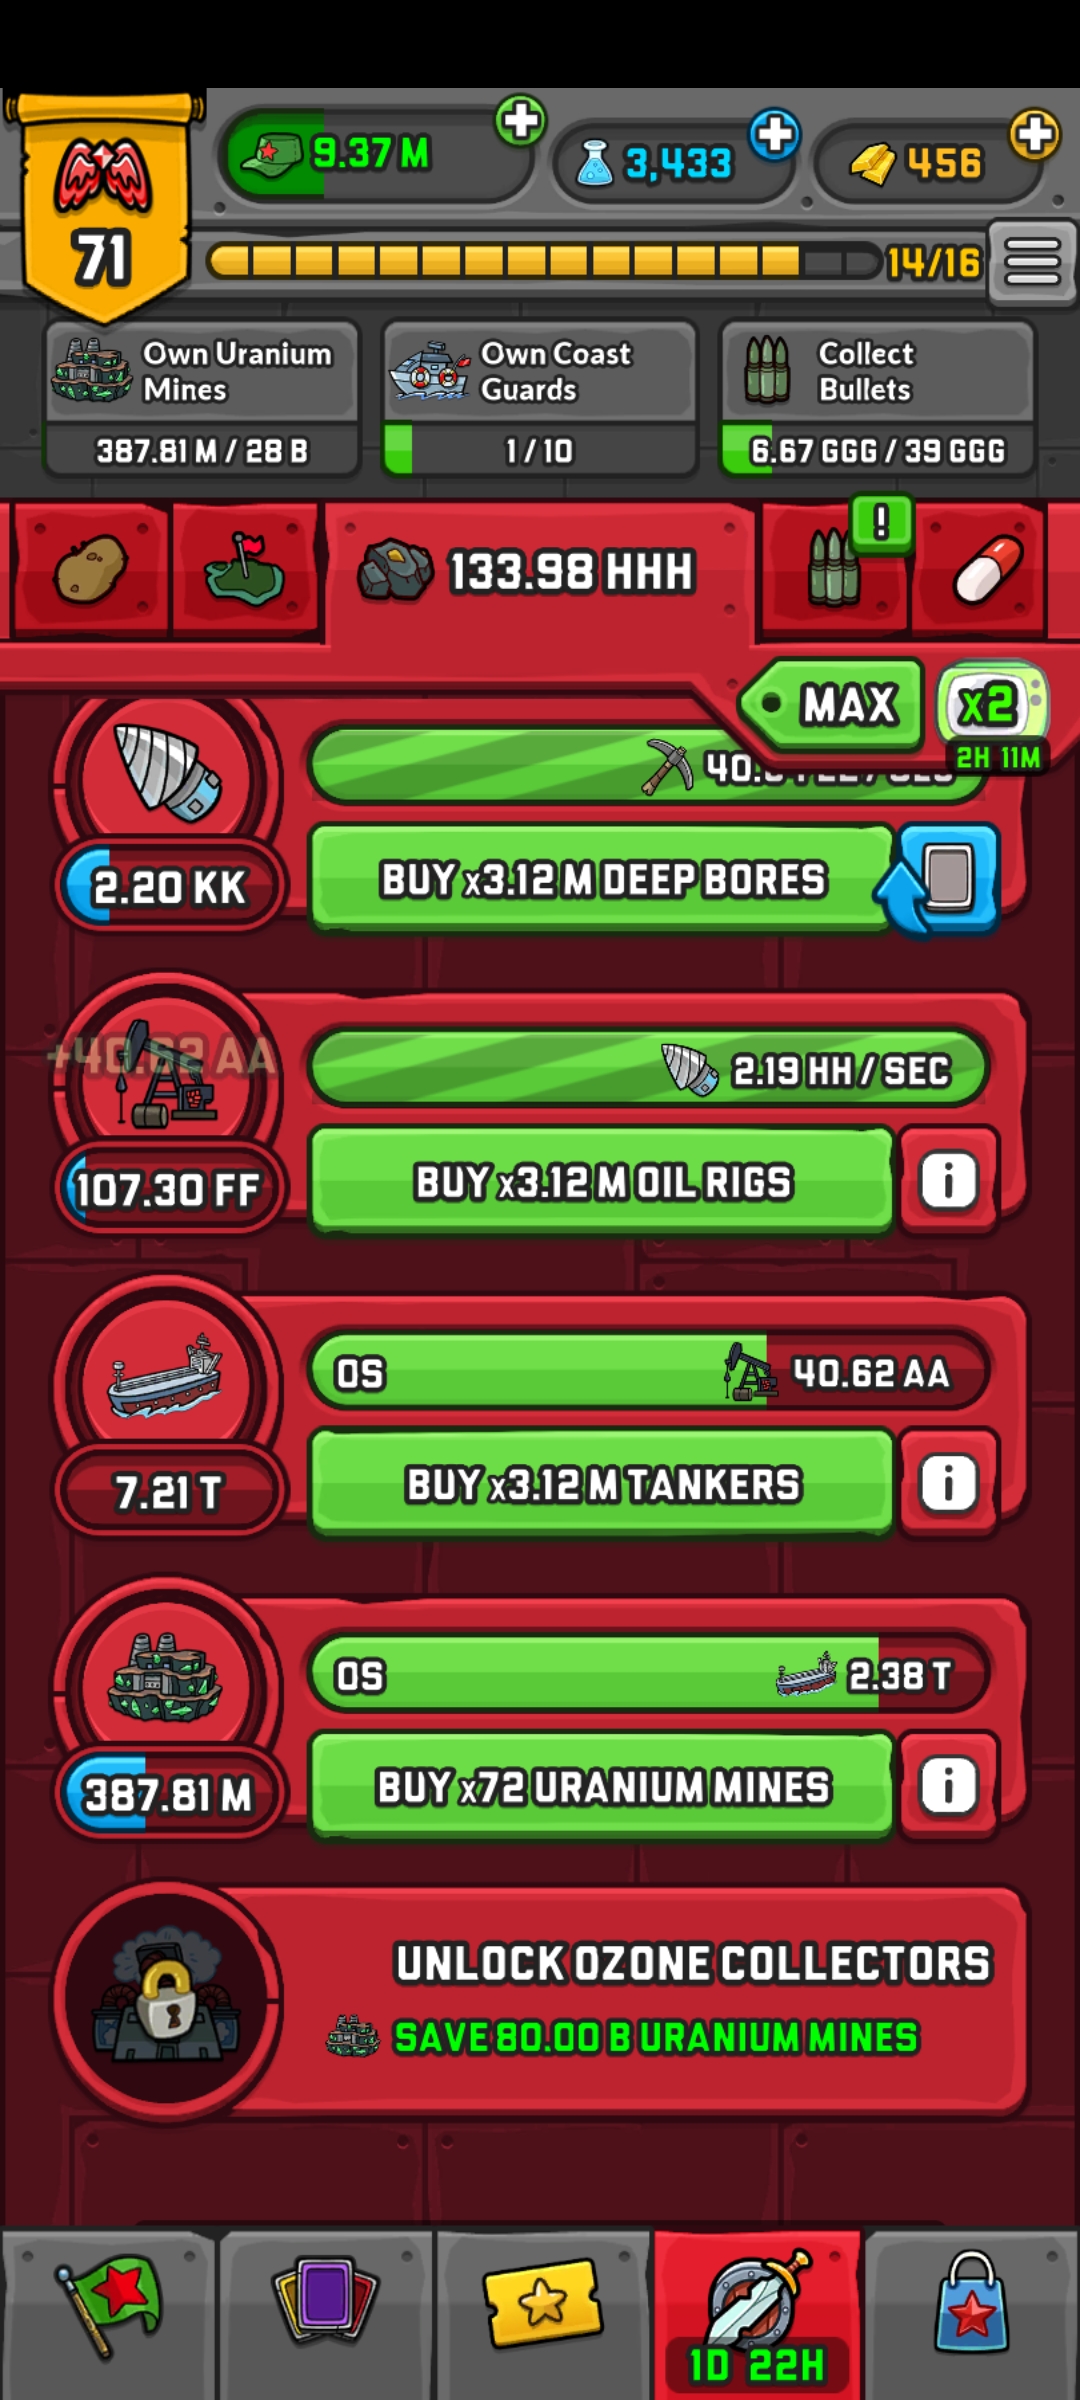 9.37 M
3,433
456
71
14/16
Own Uranium
Mines
387.81 M / 28 B
Own Coast
Guards
1 / 10
Collect
Bullets
6.67 GGG / 39 GGG
133.98 HHH
!
MAX
x2
2H 11M
2.20 KK
BUY x3.12 M DEEP BORES
+40.62 AA
2.19 HH / SEC
107.30 FF
BUY x3.12 M OIL RIGS
i
0S
40.62 AA
7.21 T
BUY x3.12 M TANKERS
i
0S
2.38 T
387.81 M
BUY x72 URANIUM MINES
i
UNLOCK OZONE COLLECTORS
SAVE 80.00 B URANIUM MINES
1D 22H